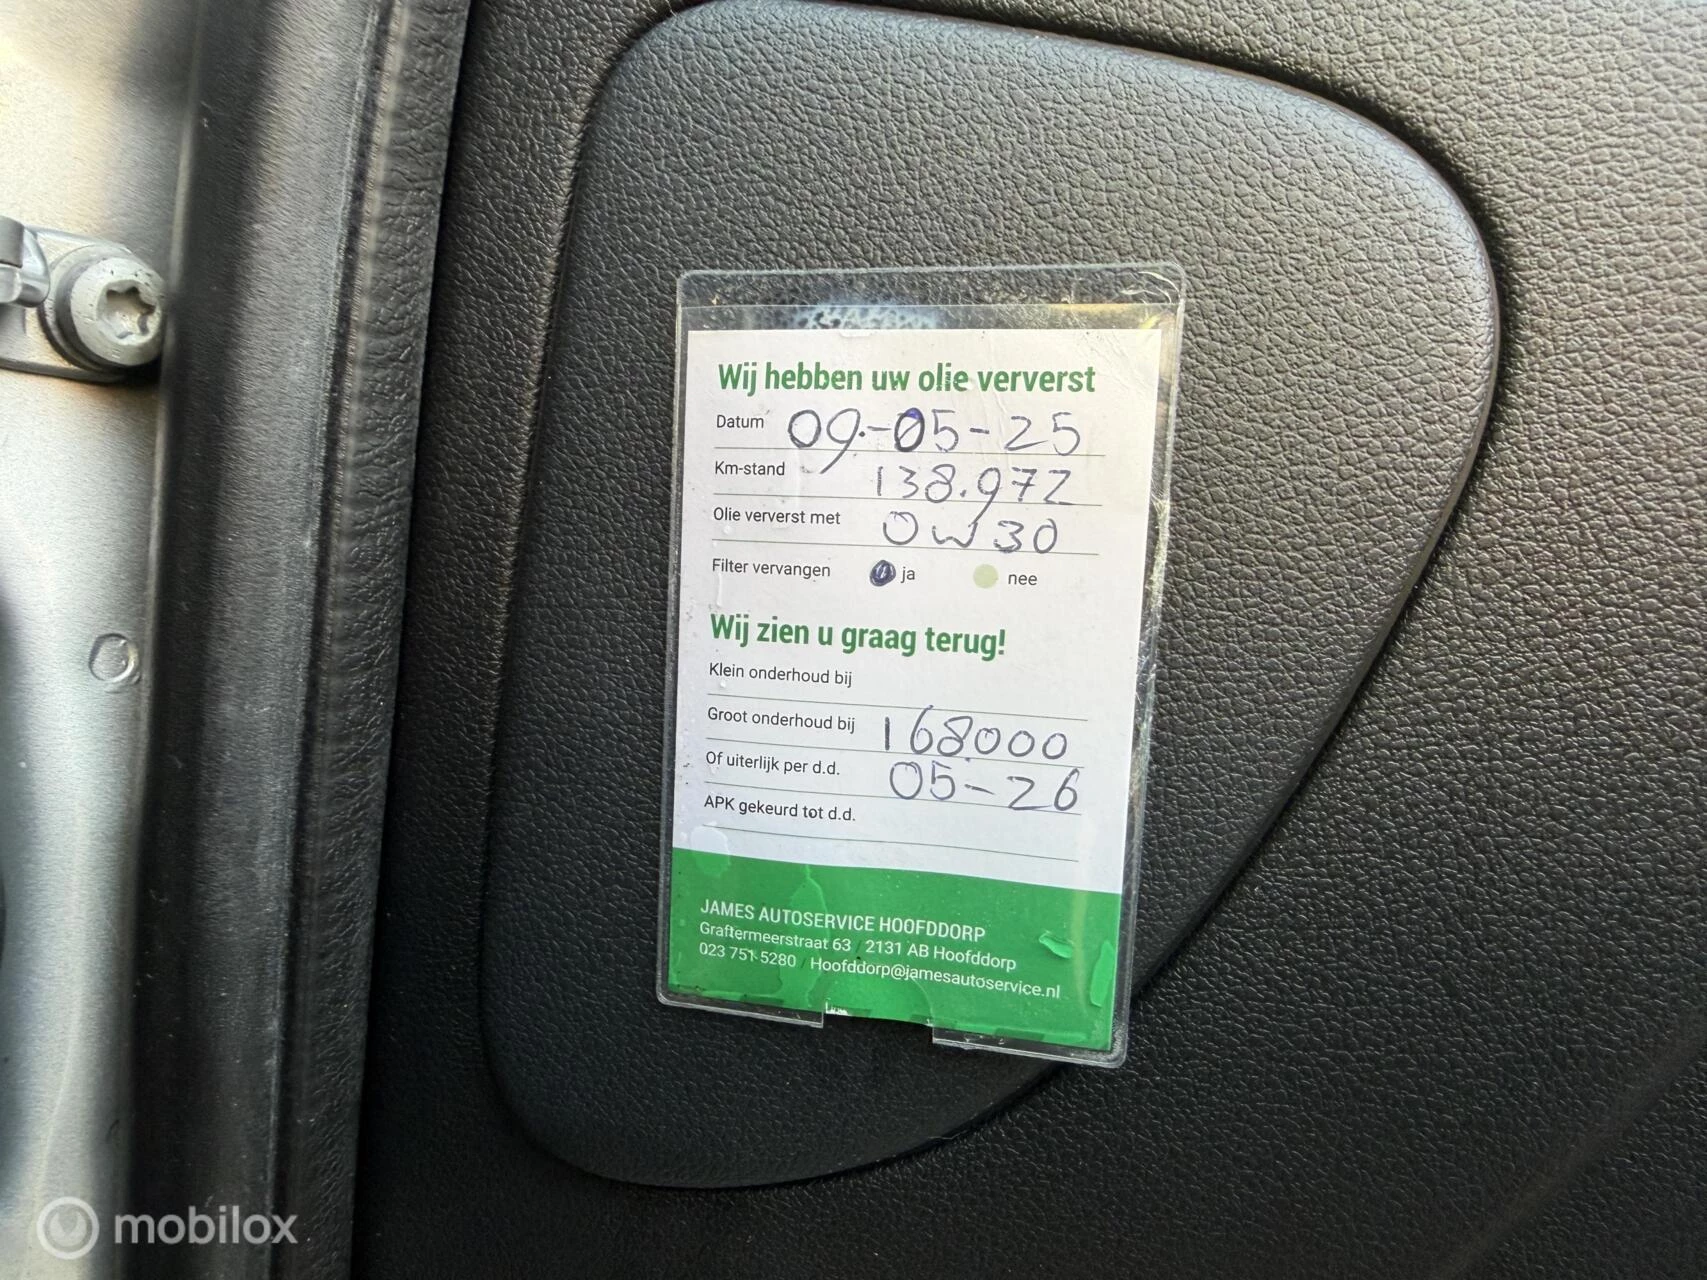 Wij hebben uw olie ververst
Datum 09-05-25
Km-stand 138.972
Olie ververst met 0W30
Filter vervangen ja nee
Wij zien u graag terug!
Klein onderhoud bij
Groot onderhoud bij 168000
Of uiterlijk per d.d. 05-26
APK gekeurd tot d.d.
JAMES AUTOSERVICE HOOFDDORP
Graftermeerstraat 63 / 2131 AB Hoofddorp
023 751 5280 / Hoofddorp@jamesautoservice.nl
mobilox